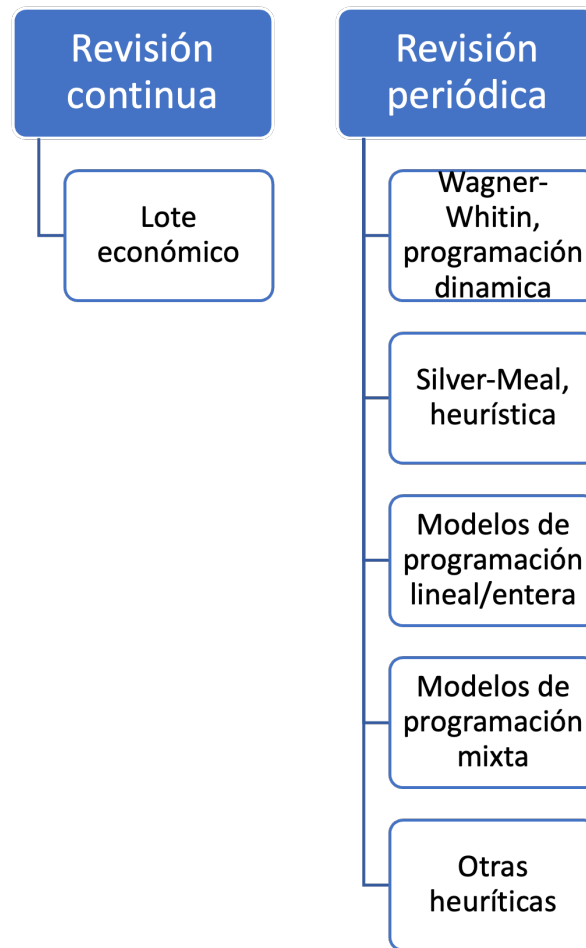 Revisión
continua
Lote
económico
Revisión
periódica
Wagner-
Whitin,
programación
dinamica
Silver-Meal,
heurística
Modelos de
programación
lineal/entera
Modelos de
programación
mixta
Otras
heuríticas